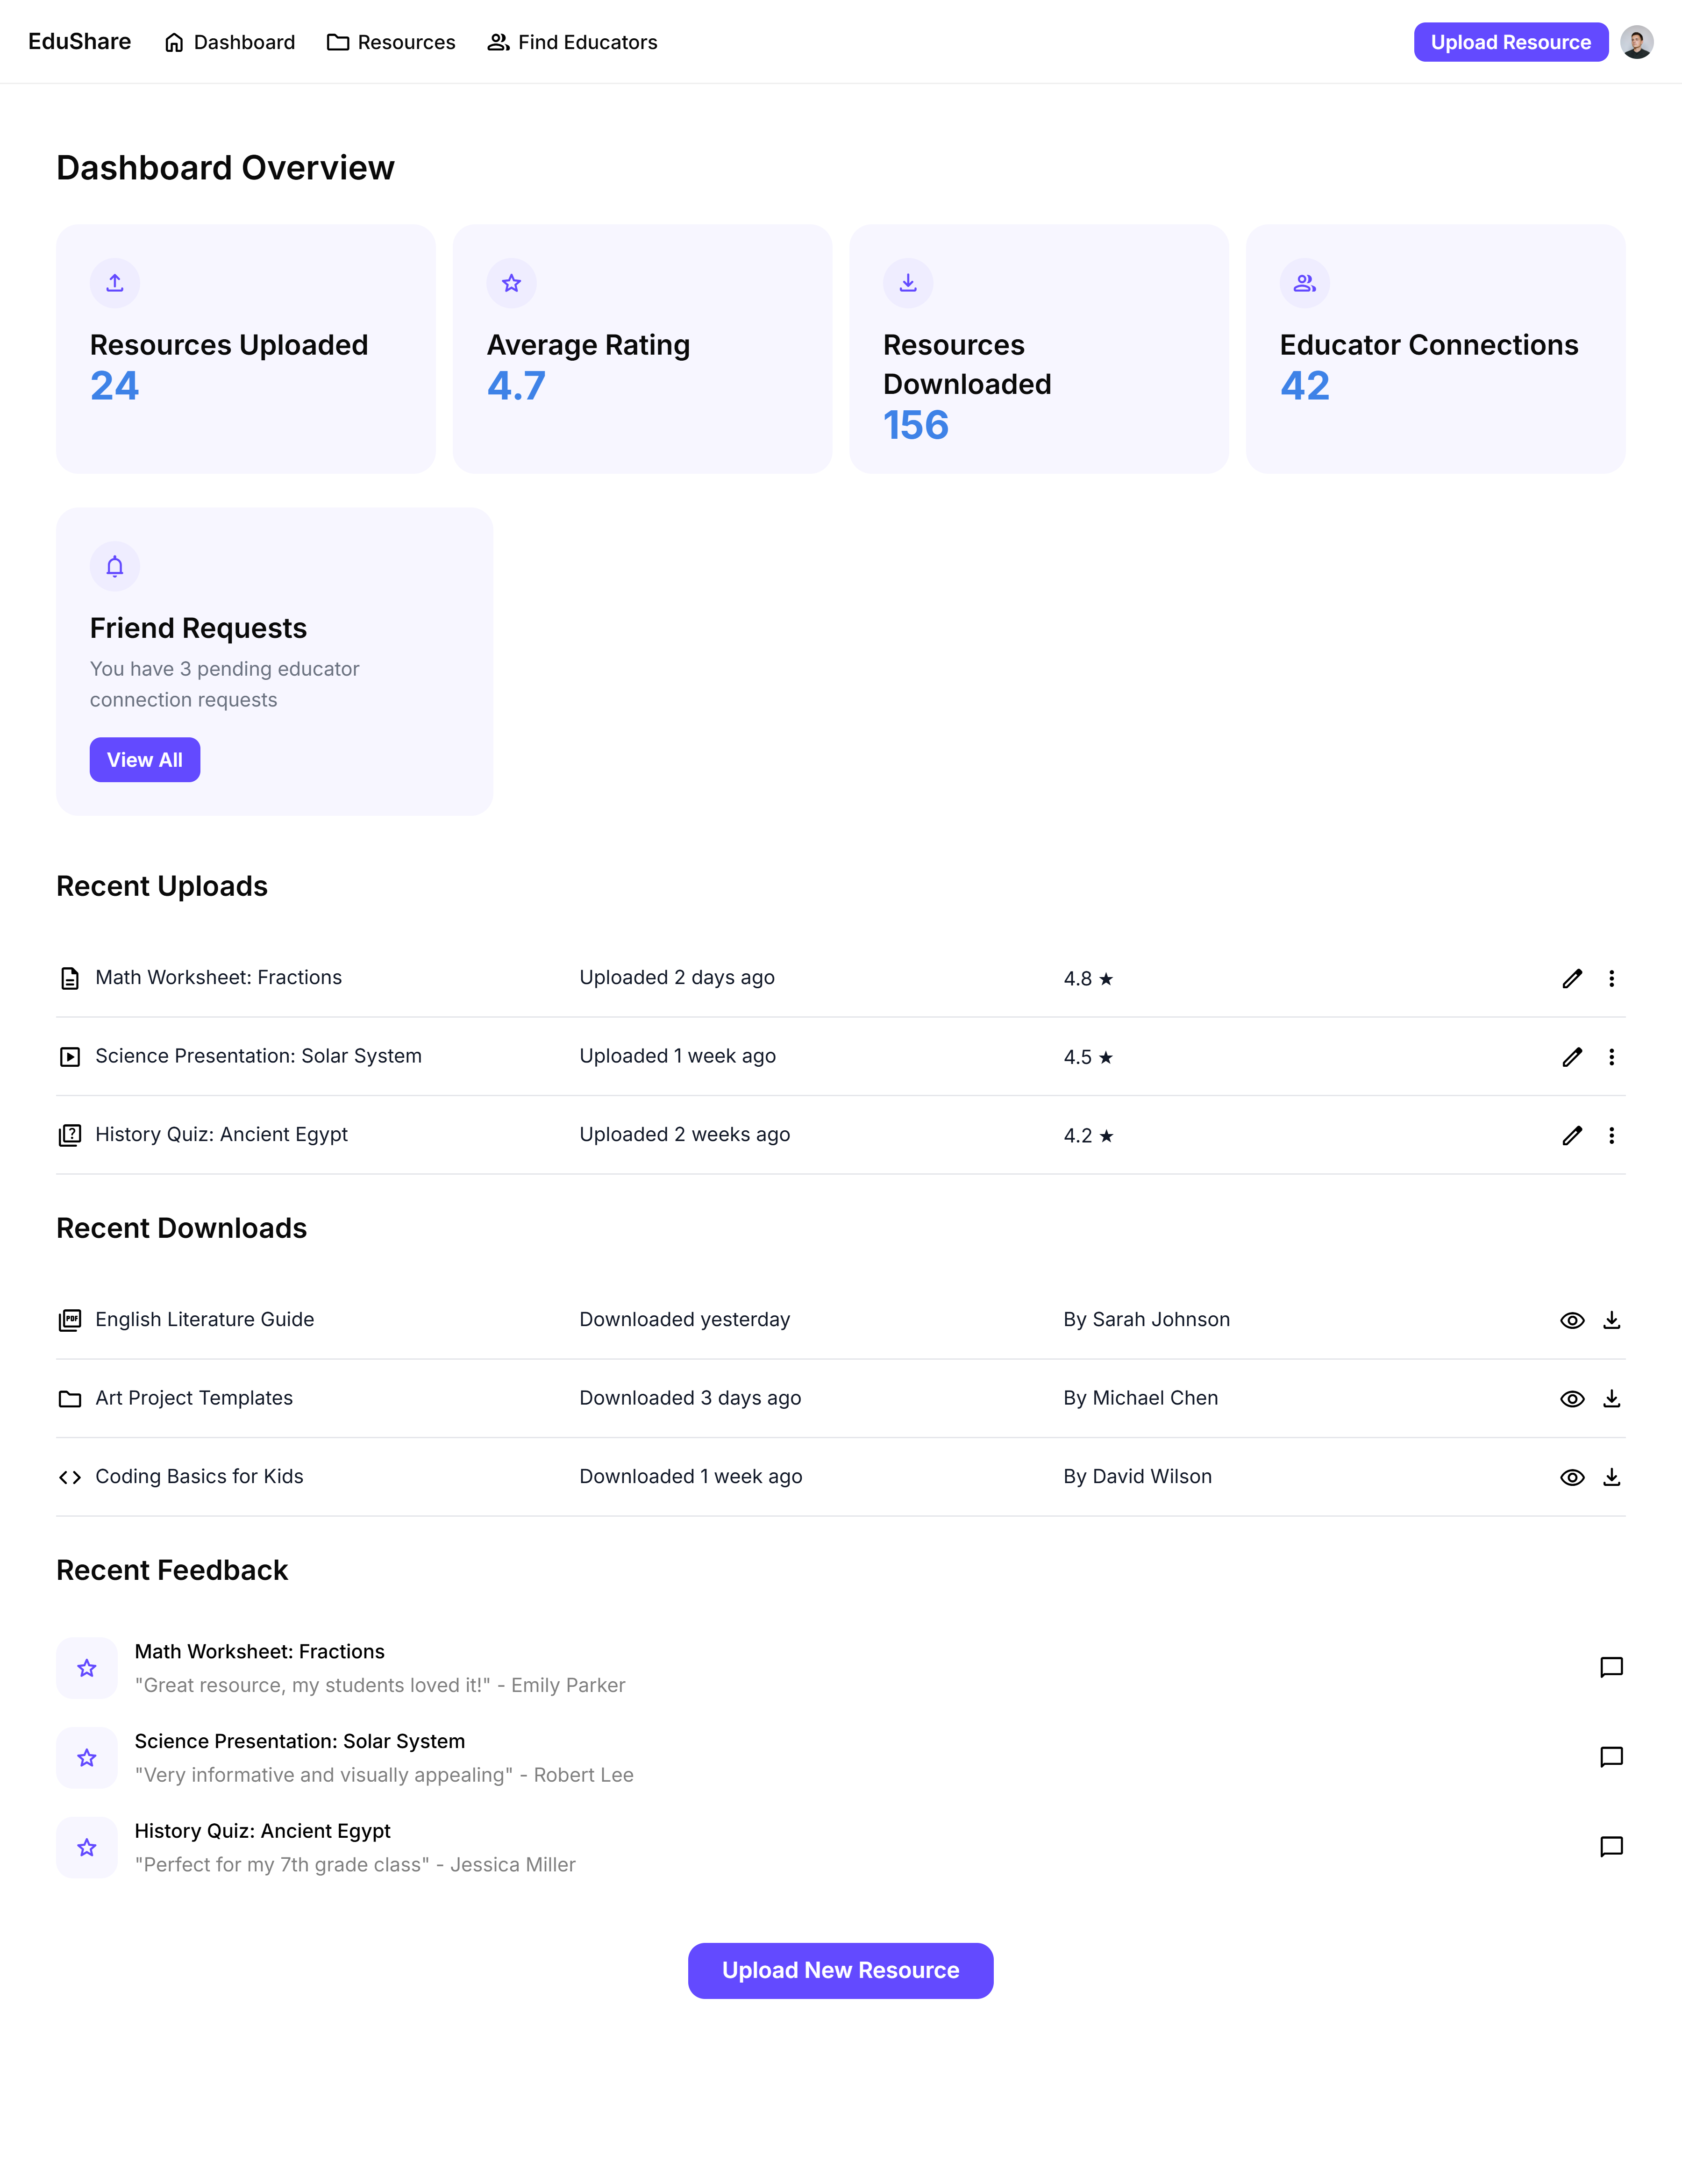 EduShare
Dashboard
Resources
Find Educators
Upload Resource
Dashboard Overview
Resources Uploaded
24
Average Rating
4.7
Resources
Downloaded
156
Educator Connections
42
Friend Requests
You have 3 pending educator
connection requests
View All
Recent Uploads
Math Worksheet: Fractions Uploaded 2 days ago 4.8 ★
Science Presentation: Solar System Uploaded 1 week ago 4.5 ★
History Quiz: Ancient Egypt Uploaded 2 weeks ago 4.2 ★
Recent Downloads
PDF English Literature Guide Downloaded yesterday By Sarah Johnson
Art Project Templates Downloaded 3 days ago By Michael Chen
Coding Basics for Kids Downloaded 1 week ago By David Wilson
Recent Feedback
Math Worksheet: Fractions
"Great resource, my students loved it!" - Emily Parker
Science Presentation: Solar System
"Very informative and visually appealing" - Robert Lee
History Quiz: Ancient Egypt
"Perfect for my 7th grade class" - Jessica Miller
Upload New Resource